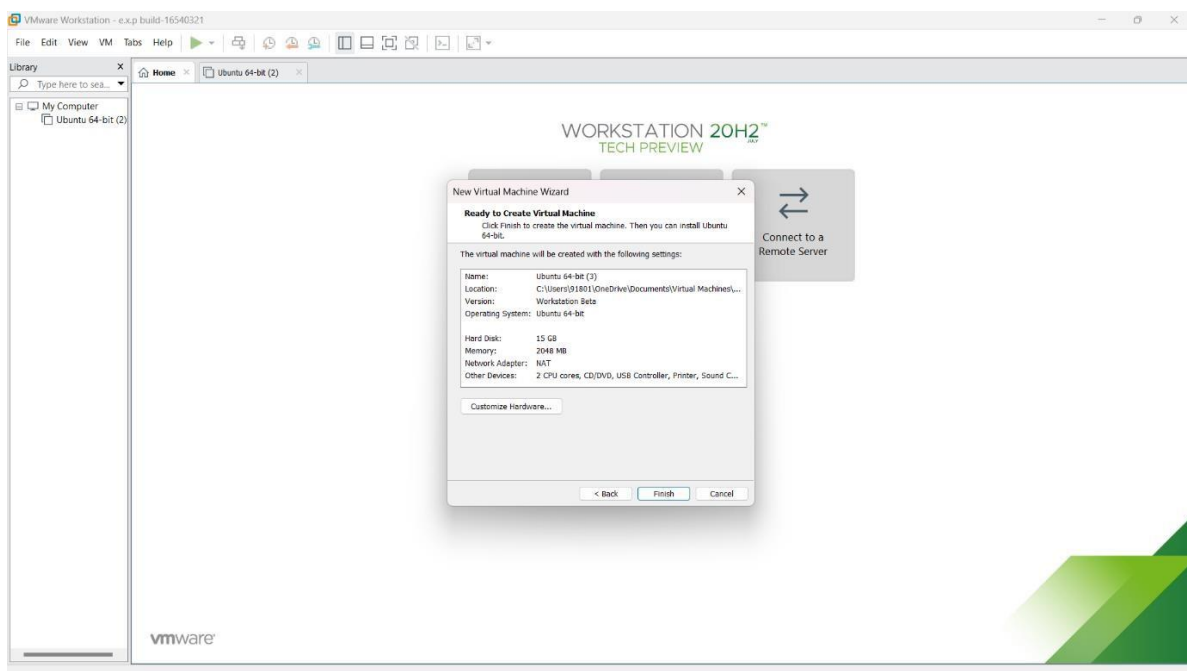 VMware Workstation - e.x.p build-16540321
File Edit View VM Tabs Help
Library X
Home
Ubuntu 64-bit (2)
Type here to sea...
My Computer
Ubuntu 64-bit (2)
WORKSTATION 20H2™
JULY
TECH PREVIEW
New Virtual Machine Wizard
Ready to Create Virtual Machine
Click Finish to create the virtual machine. Then you can install Ubuntu
64-bit.
The virtual machine will be created with the following settings:
Name: Ubuntu 64-bit (3)
Location: C:\Users\91801\OneDrive\Documents\Virtual Machines\...
Version: Workstation Beta
Operating System: Ubuntu 64-bit
Hard Disk: 15 GB
Memory: 2048 MB
Network Adapter: NAT
Other Devices: 2 CPU cores, CD/DVD, USB Controller, Printer, Sound C...
Customize Hardware...
< Back Finish Cancel
Connect to a
Remote Server
vmware